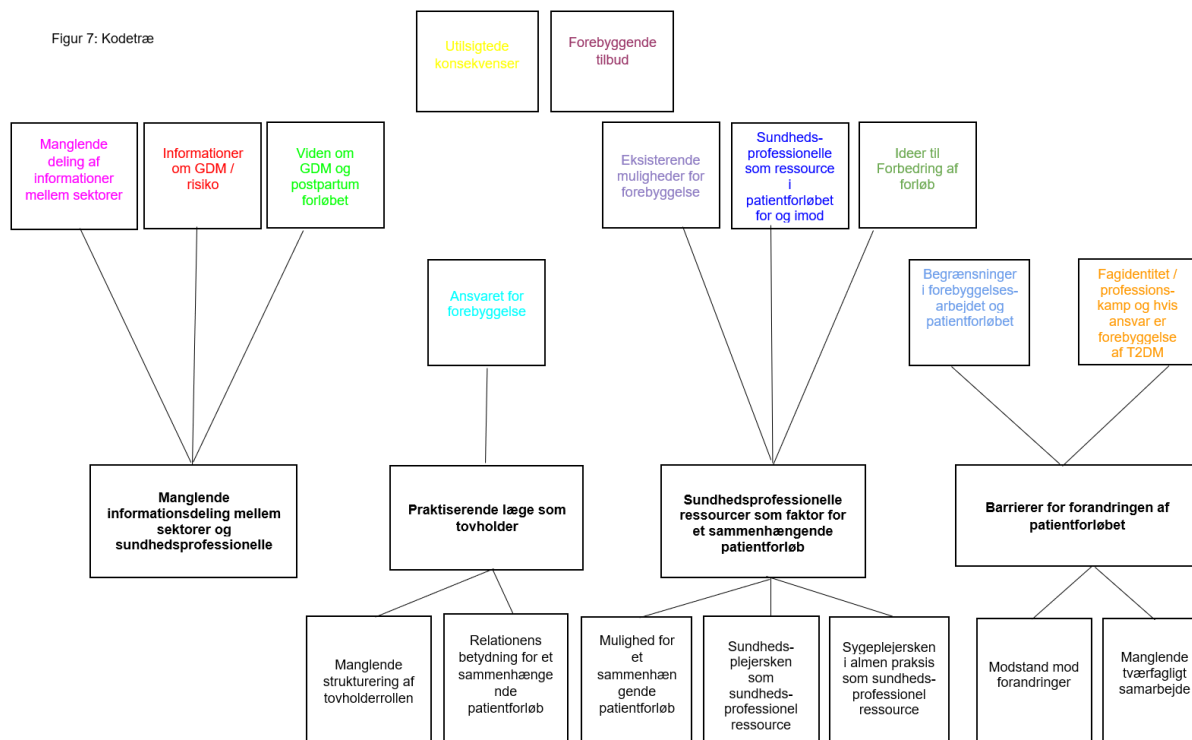 Figur 7: Kodetræ
Utilsigtede
konsekvenser
Forebyggende
tilbud
Manglende
deling af
informationer
mellem sektorer
Informationer
om GDM /
risiko
Viden om
GDM og
postpartum
forløbet
Eksisterende
muligheder for
forebyggelse
Sundheds-
professionelle
som ressource
i
patientforløbet
for og imod
Ideer til
Forbedring af
forløb
Ansvaret for
forebyggelse
Begrænsninger
i forebyggelses-
arbejdet og
patientforløbet
Fagidentitet /
professions-
kamp og hvis
ansvar er
forebyggelse
af T2DM
Manglende
informationsdeling mellem
sektorer og
sundhedsprofessionelle
Praktiserende læge som
tovholder
Sundhedsprofessionelle
ressourcer som faktor for
et sammenhængende
patientforløb
Barrierer for forandringen af
patientforløbet
Manglende
strukturering af
tovholderrollen
Relationens
betydning for et
sammenhænge
nde
patientforløb
Mulighed for
et
sammenhæn
gende
patientforløb
Sundheds-
plejersken
som
sundheds-
professionel
ressource
Sygeplejersken
i almen praksis
som sundheds-
professionel
ressource
Modstand mod
forandringer
Manglende
tværfagligt
samarbejde